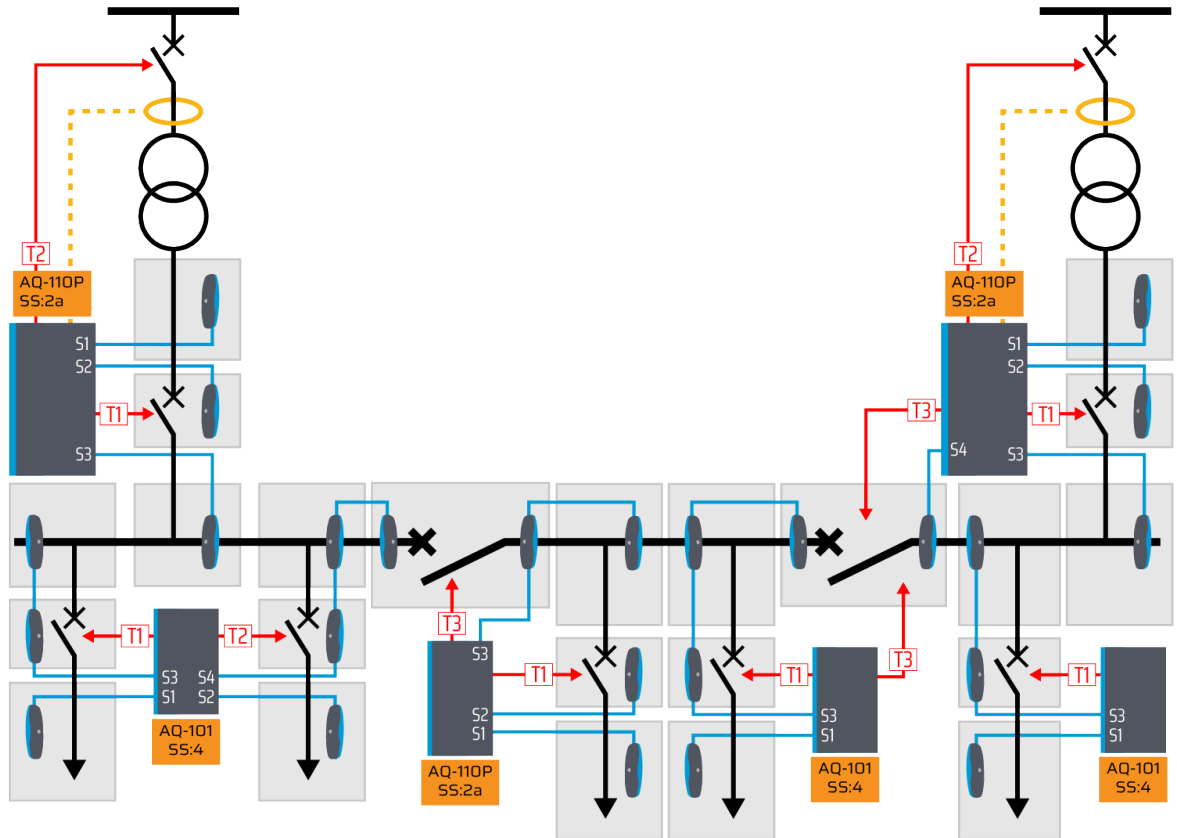 T2
T2
AQ-110P
SS:2a
AQ-110P
SS:2a
S1
S2
T1
S3
S1
S2
T3
T1
S4
S3
T3
T1
T2
S3
S4
S1
S2
AQ-101
SS:4
S3
T1
S2
S1
AQ-110P
SS:2a
T1
T3
S3
S1
AQ-101
SS:4
T1
S3
S1
AQ-101
SS:4